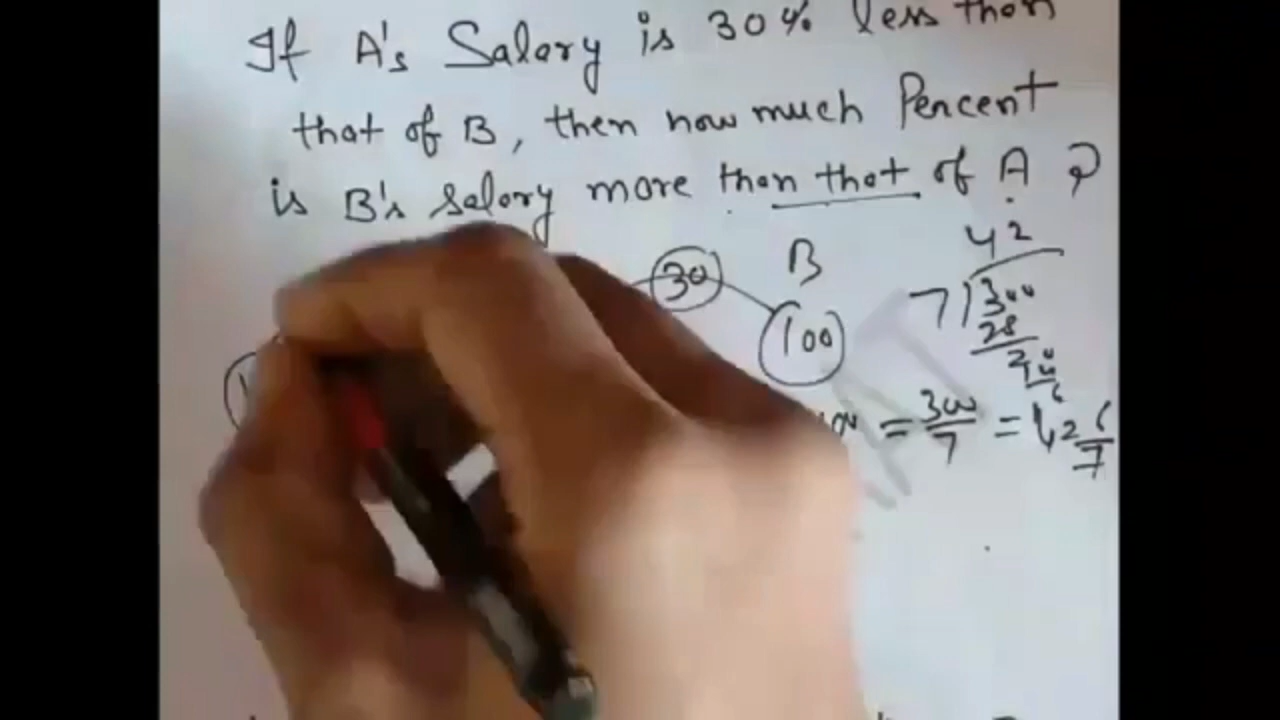 If A's Salary is 30% less than
that of B, then how much Percent
is B's salary more than that of A ?
30
B
100
42
7)300
28
20
= 300/7 = 42 6/7